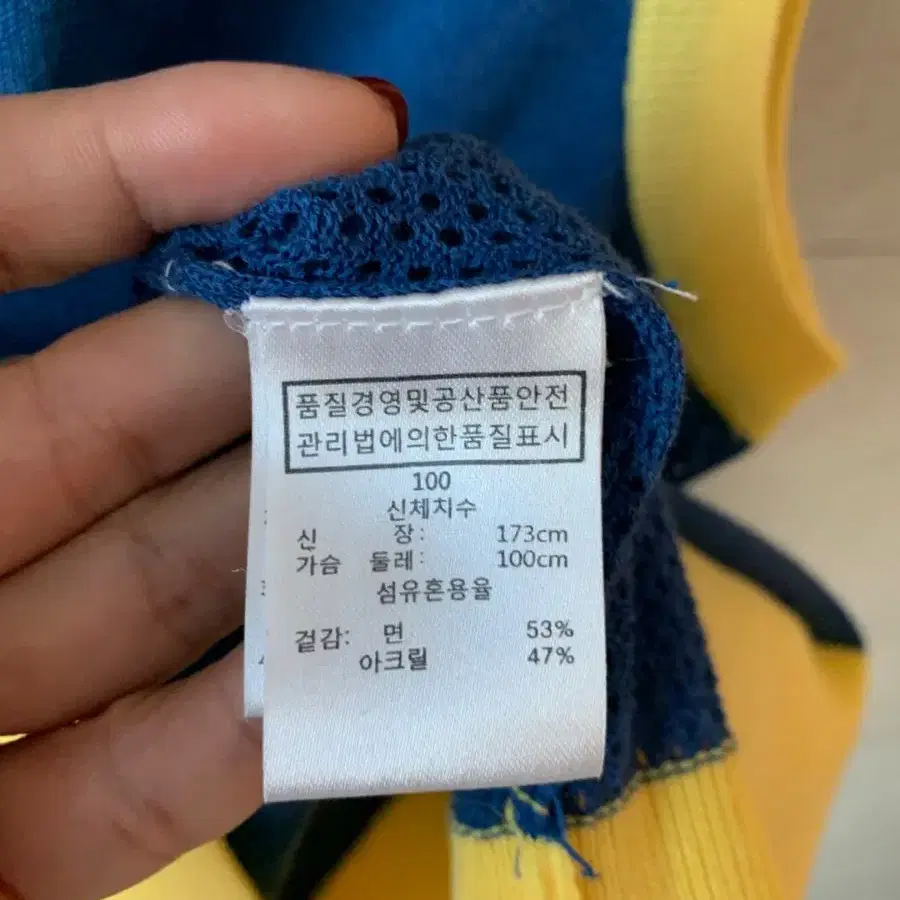 품질경영및공산품안전
관리법에의한품질표시
100
신체치수
신 장: 173cm
가슴 둘레: 100cm
섬유혼용율
겉감: 면 53%
아크릴 47%